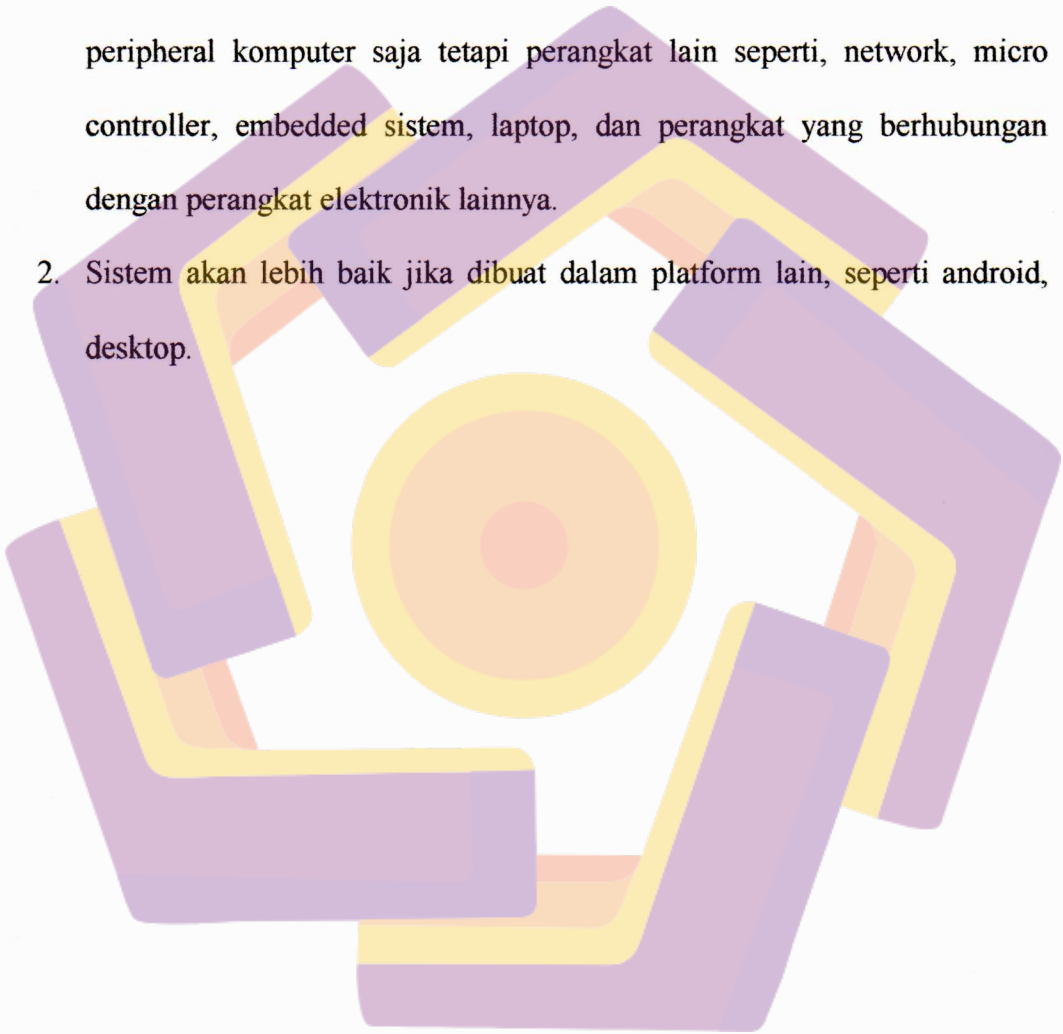 peripheral komputer saja tetapi perangkat lain seperti, network, micro
controller, embedded sistem, laptop, dan perangkat yang berhubungan
dengan perangkat elektronik lainnya.
2. Sistem akan lebih baik jika dibuat dalam platform lain, seperti android,
desktop.